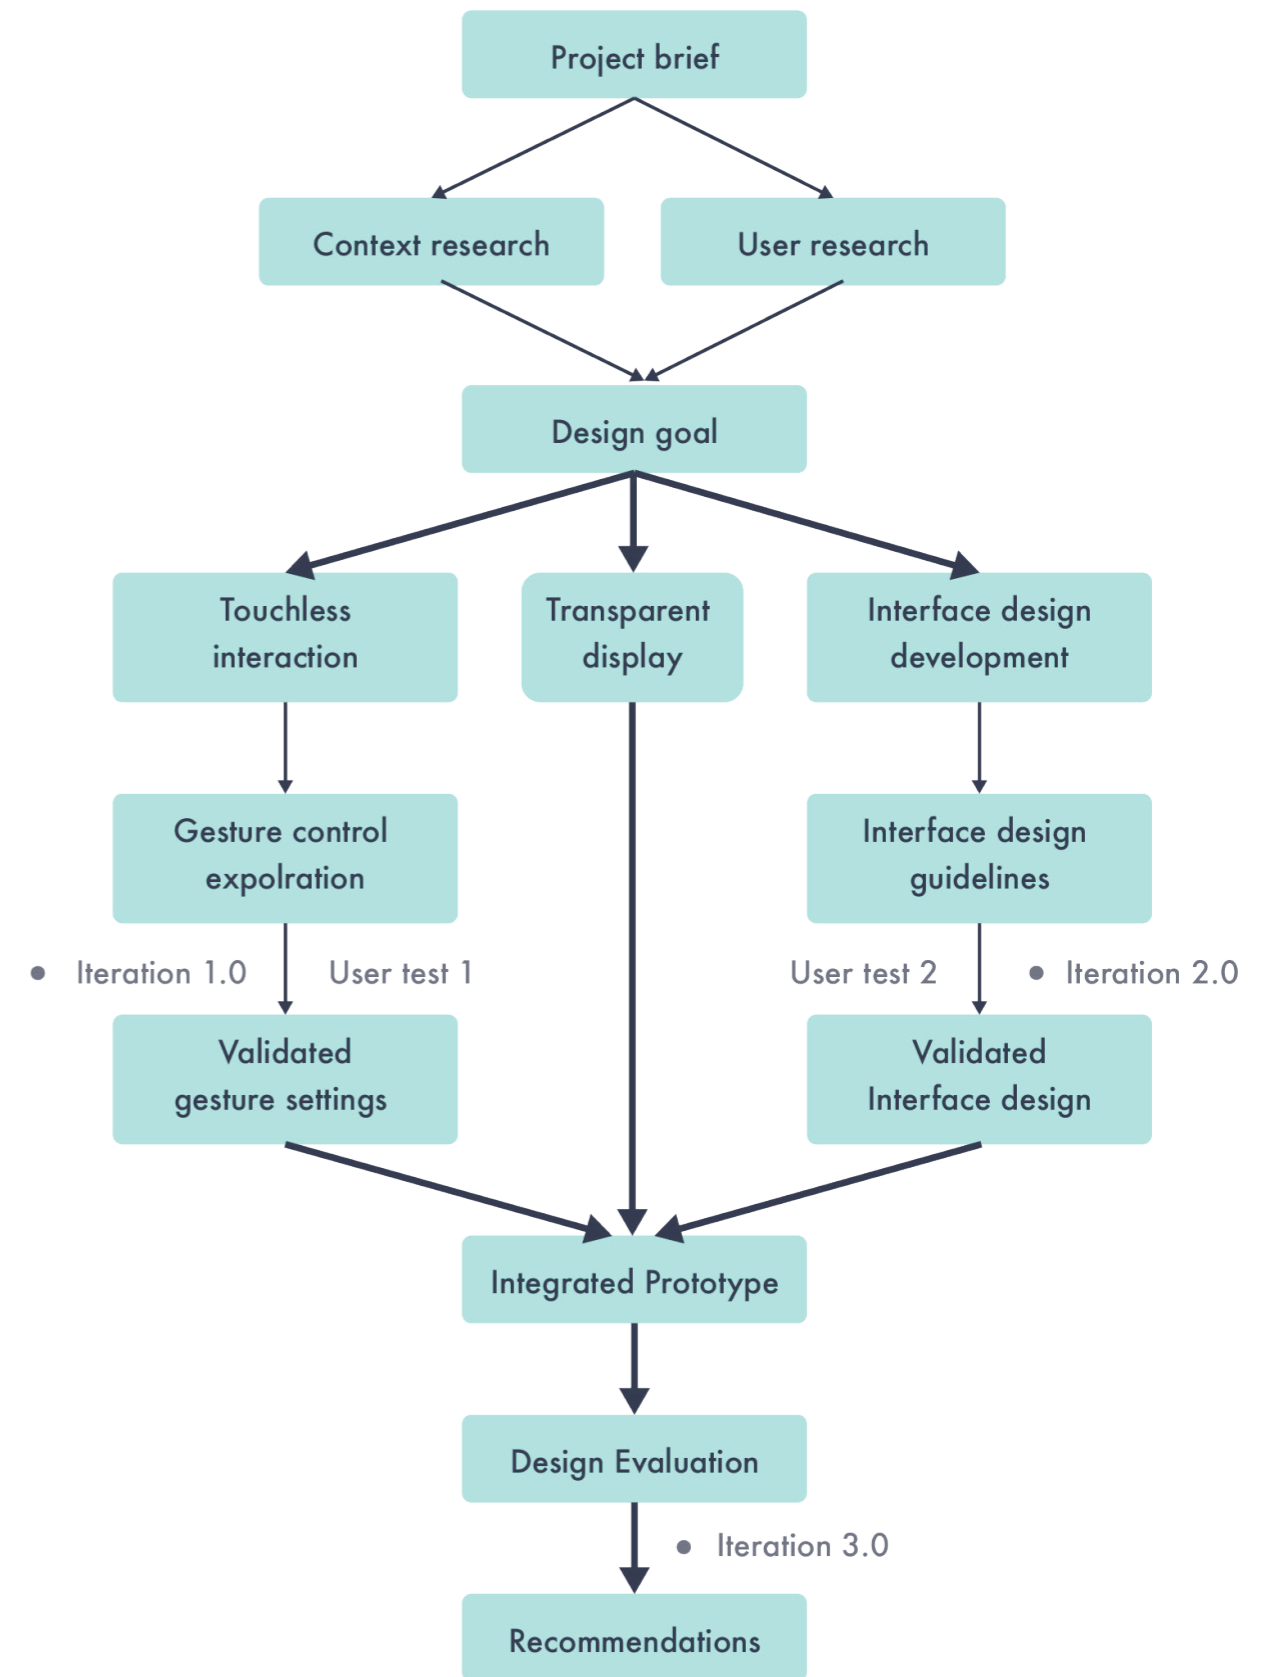 Project brief
Context research
User research
Design goal
Touchless
interaction
Transparent
display
Interface design
development
Gesture control
expolration
Interface design
guidelines
• Iteration 1.0
User test 1
User test 2
• Iteration 2.0
Validated
gesture settings
Validated
Interface design
Integrated Prototype
Design Evaluation
• Iteration 3.0
Recommendations